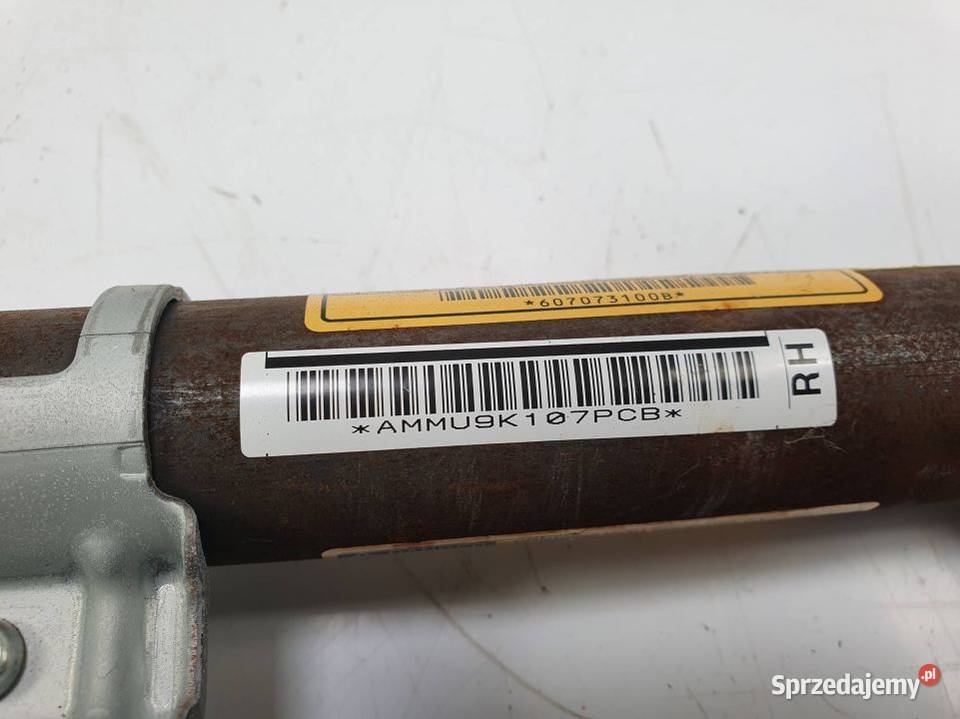 *607073100B*
*AMMU9K107PCB*
RH
Sprzedajemy.pl